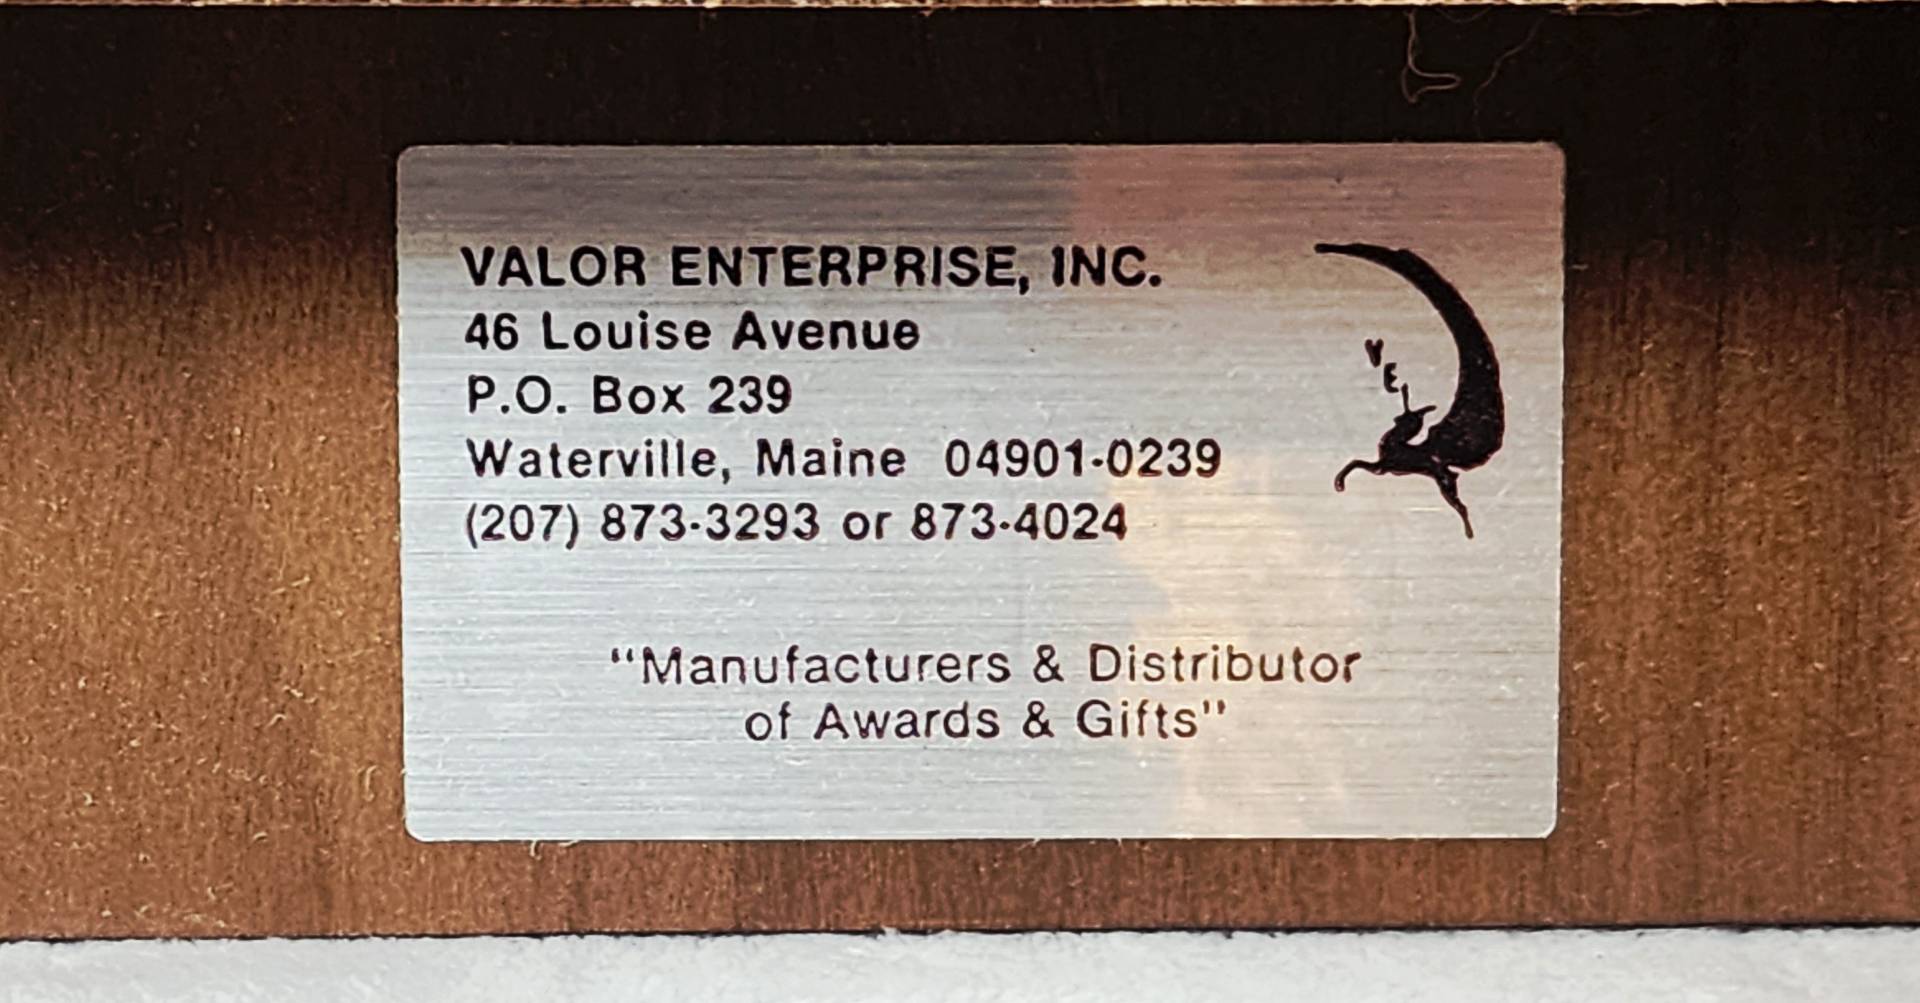 VALOR ENTERPRISE, INC.
46 Louise Avenue
P.O. Box 239
Waterville, Maine 04901-0239
(207) 873-3293 or 873-4024
VE
"Manufacturers & Distributor
of Awards & Gifts"